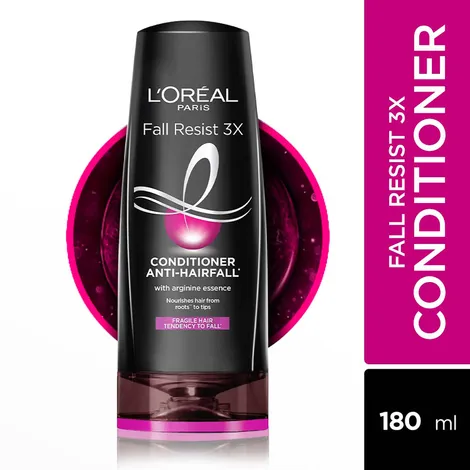 L'ORÉAL
PARIS
Fall Resist 3X
CONDITIONER
ANTI-HAIRFALL*
with arginine essence
Nourishes hair from
roots^ to tips
FRAGILE HAIR
TENDENCY TO FALL*
FALL RESIST 3X
CONDITIONER
180 ml